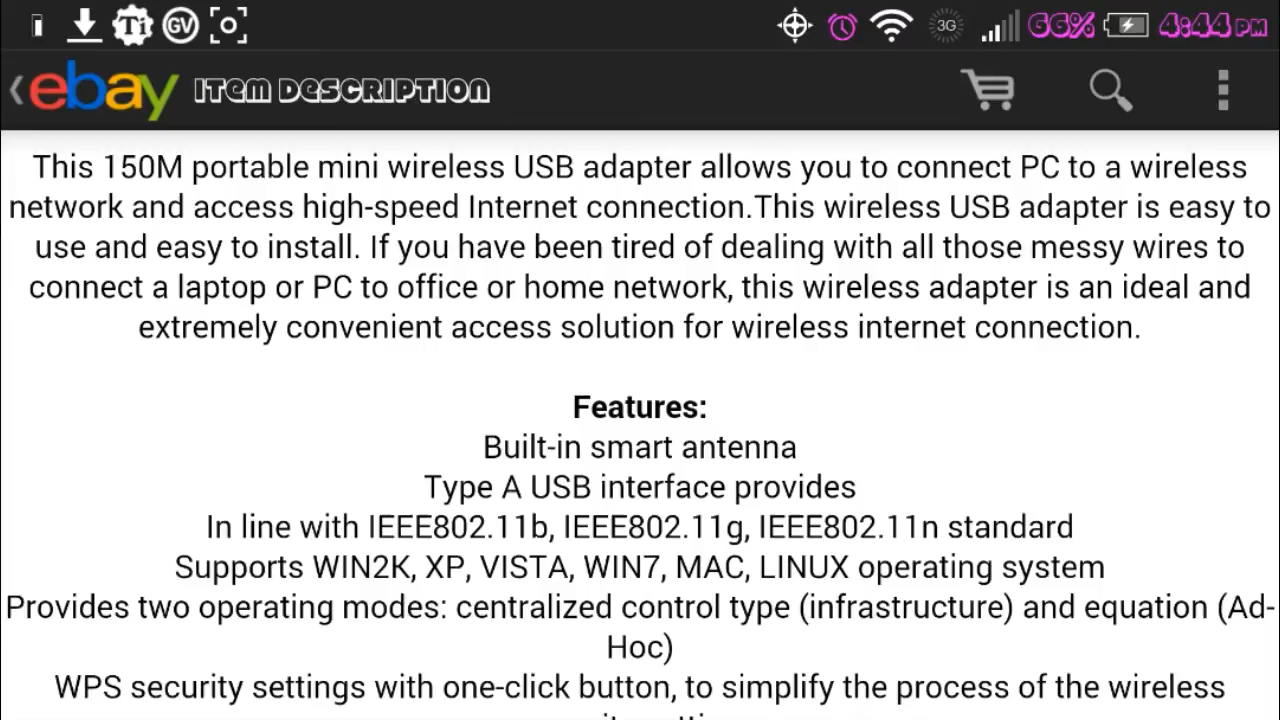 Ti GV 3G 66% 4:44 PM
ebay Item Description
This 150M portable mini wireless USB adapter allows you to connect PC to a wireless
network and access high-speed Internet connection.This wireless USB adapter is easy to
use and easy to install. If you have been tired of dealing with all those messy wires to
connect a laptop or PC to office or home network, this wireless adapter is an ideal and
extremely convenient access solution for wireless internet connection.
Features:
Built-in smart antenna
Type A USB interface provides
In line with IEEE802.11b, IEEE802.11g, IEEE802.11n standard
Supports WIN2K, XP, VISTA, WIN7, MAC, LINUX operating system
Provides two operating modes: centralized control type (infrastructure) and equation (Ad-
Hoc)
WPS security settings with one-click button, to simplify the process of the wireless